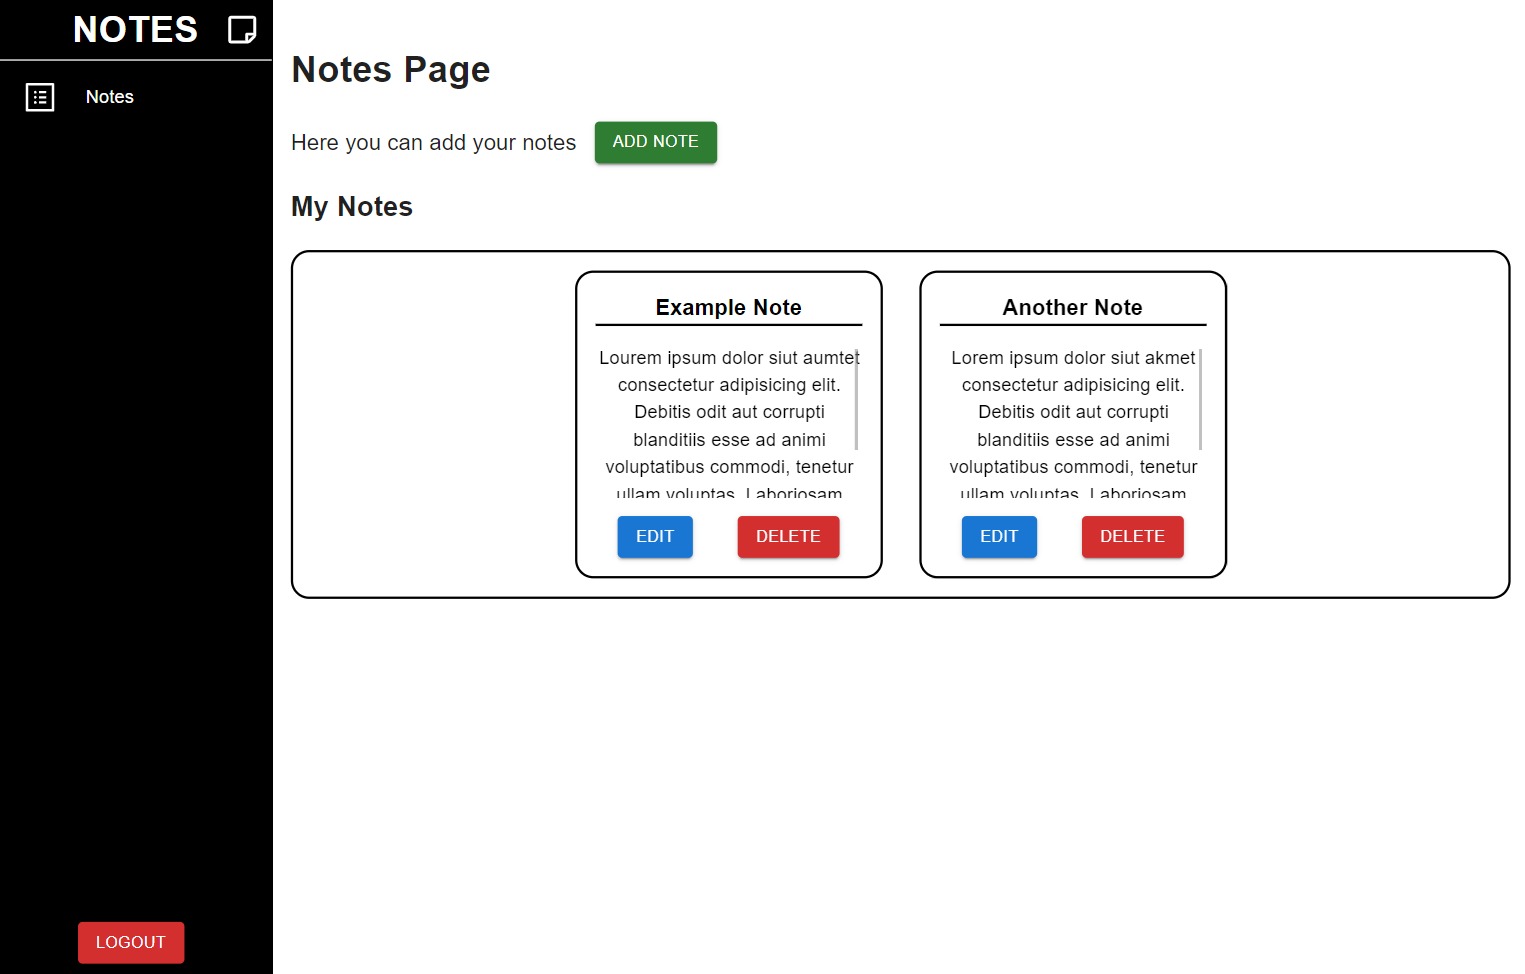 NOTES
Notes
LOGOUT
Notes Page
Here you can add your notes
ADD NOTE
My Notes
Example Note
Lourem ipsum dolor siut aumtet
consectetur adipisicing elit.
Debitis odit aut corrupti
blanditiis esse ad animi
voluptatibus commodi, tenetur
ullam voluptas. Laboriosam
EDIT
DELETE
Another Note
Lorem ipsum dolor siut akmet
consectetur adipisicing elit.
Debitis odit aut corrupti
blanditiis esse ad animi
voluptatibus commodi, tenetur
ullam voluptas. Laboriosam
EDIT
DELETE